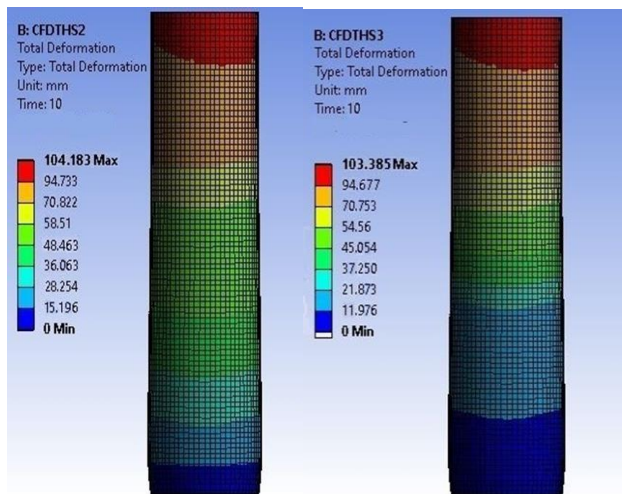 B: CFDTHS2
Total Deformation
Type: Total Deformation
Unit: mm
Time: 10
104.183 Max
94.733
70.822
58.51
48.463
36.063
28.254
15.196
0 Min
B: CFDTHS3
Total Deformation
Type: Total Deformation
Unit: mm
Time: 10
103.385 Max
94.677
70.753
54.56
45.054
37.250
21.873
11.976
0 Min